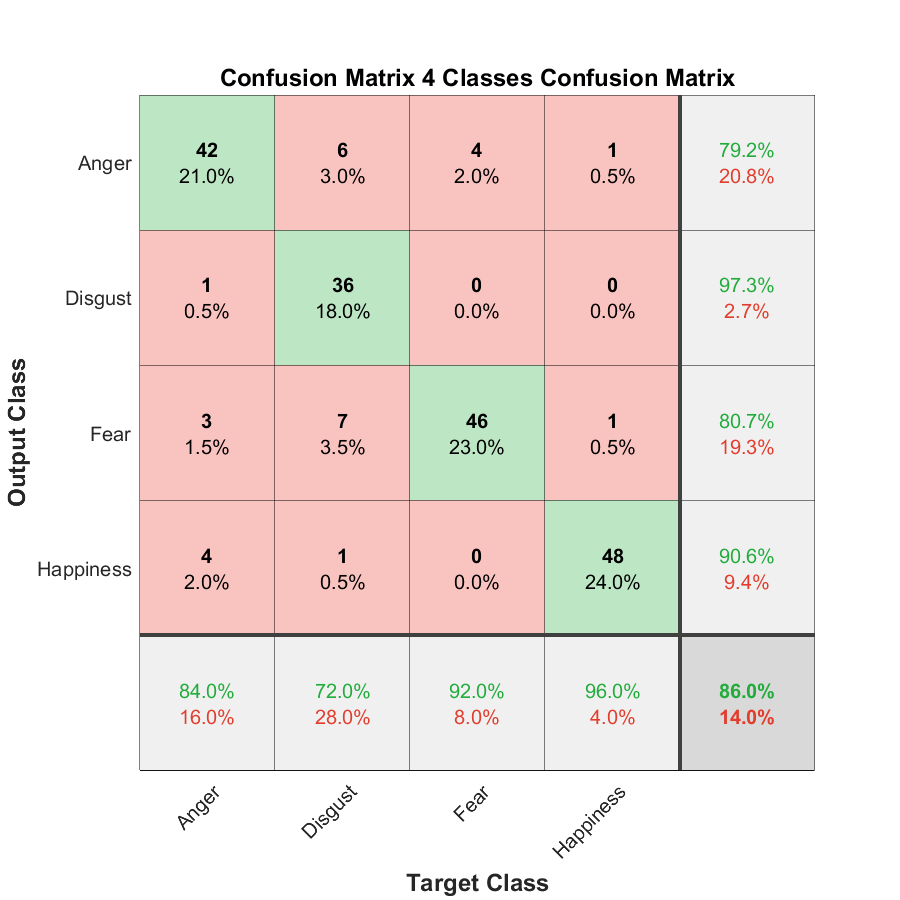 Confusion Matrix 4 Classes Confusion Matrix
Anger 42 6 4 1 79.2%
21.0% 3.0% 2.0% 0.5% 20.8%
Disgust 1 36 0 0 97.3%
0.5% 18.0% 0.0% 0.0% 2.7%
Fear 3 7 46 1 80.7%
1.5% 3.5% 23.0% 0.5% 19.3%
Happiness 4 1 0 48 90.6%
2.0% 0.5% 0.0% 24.0% 9.4%
84.0% 72.0% 92.0% 96.0% 86.0%
16.0% 28.0% 8.0% 4.0% 14.0%
Anger Disgust Fear Happiness
Target Class
Output Class